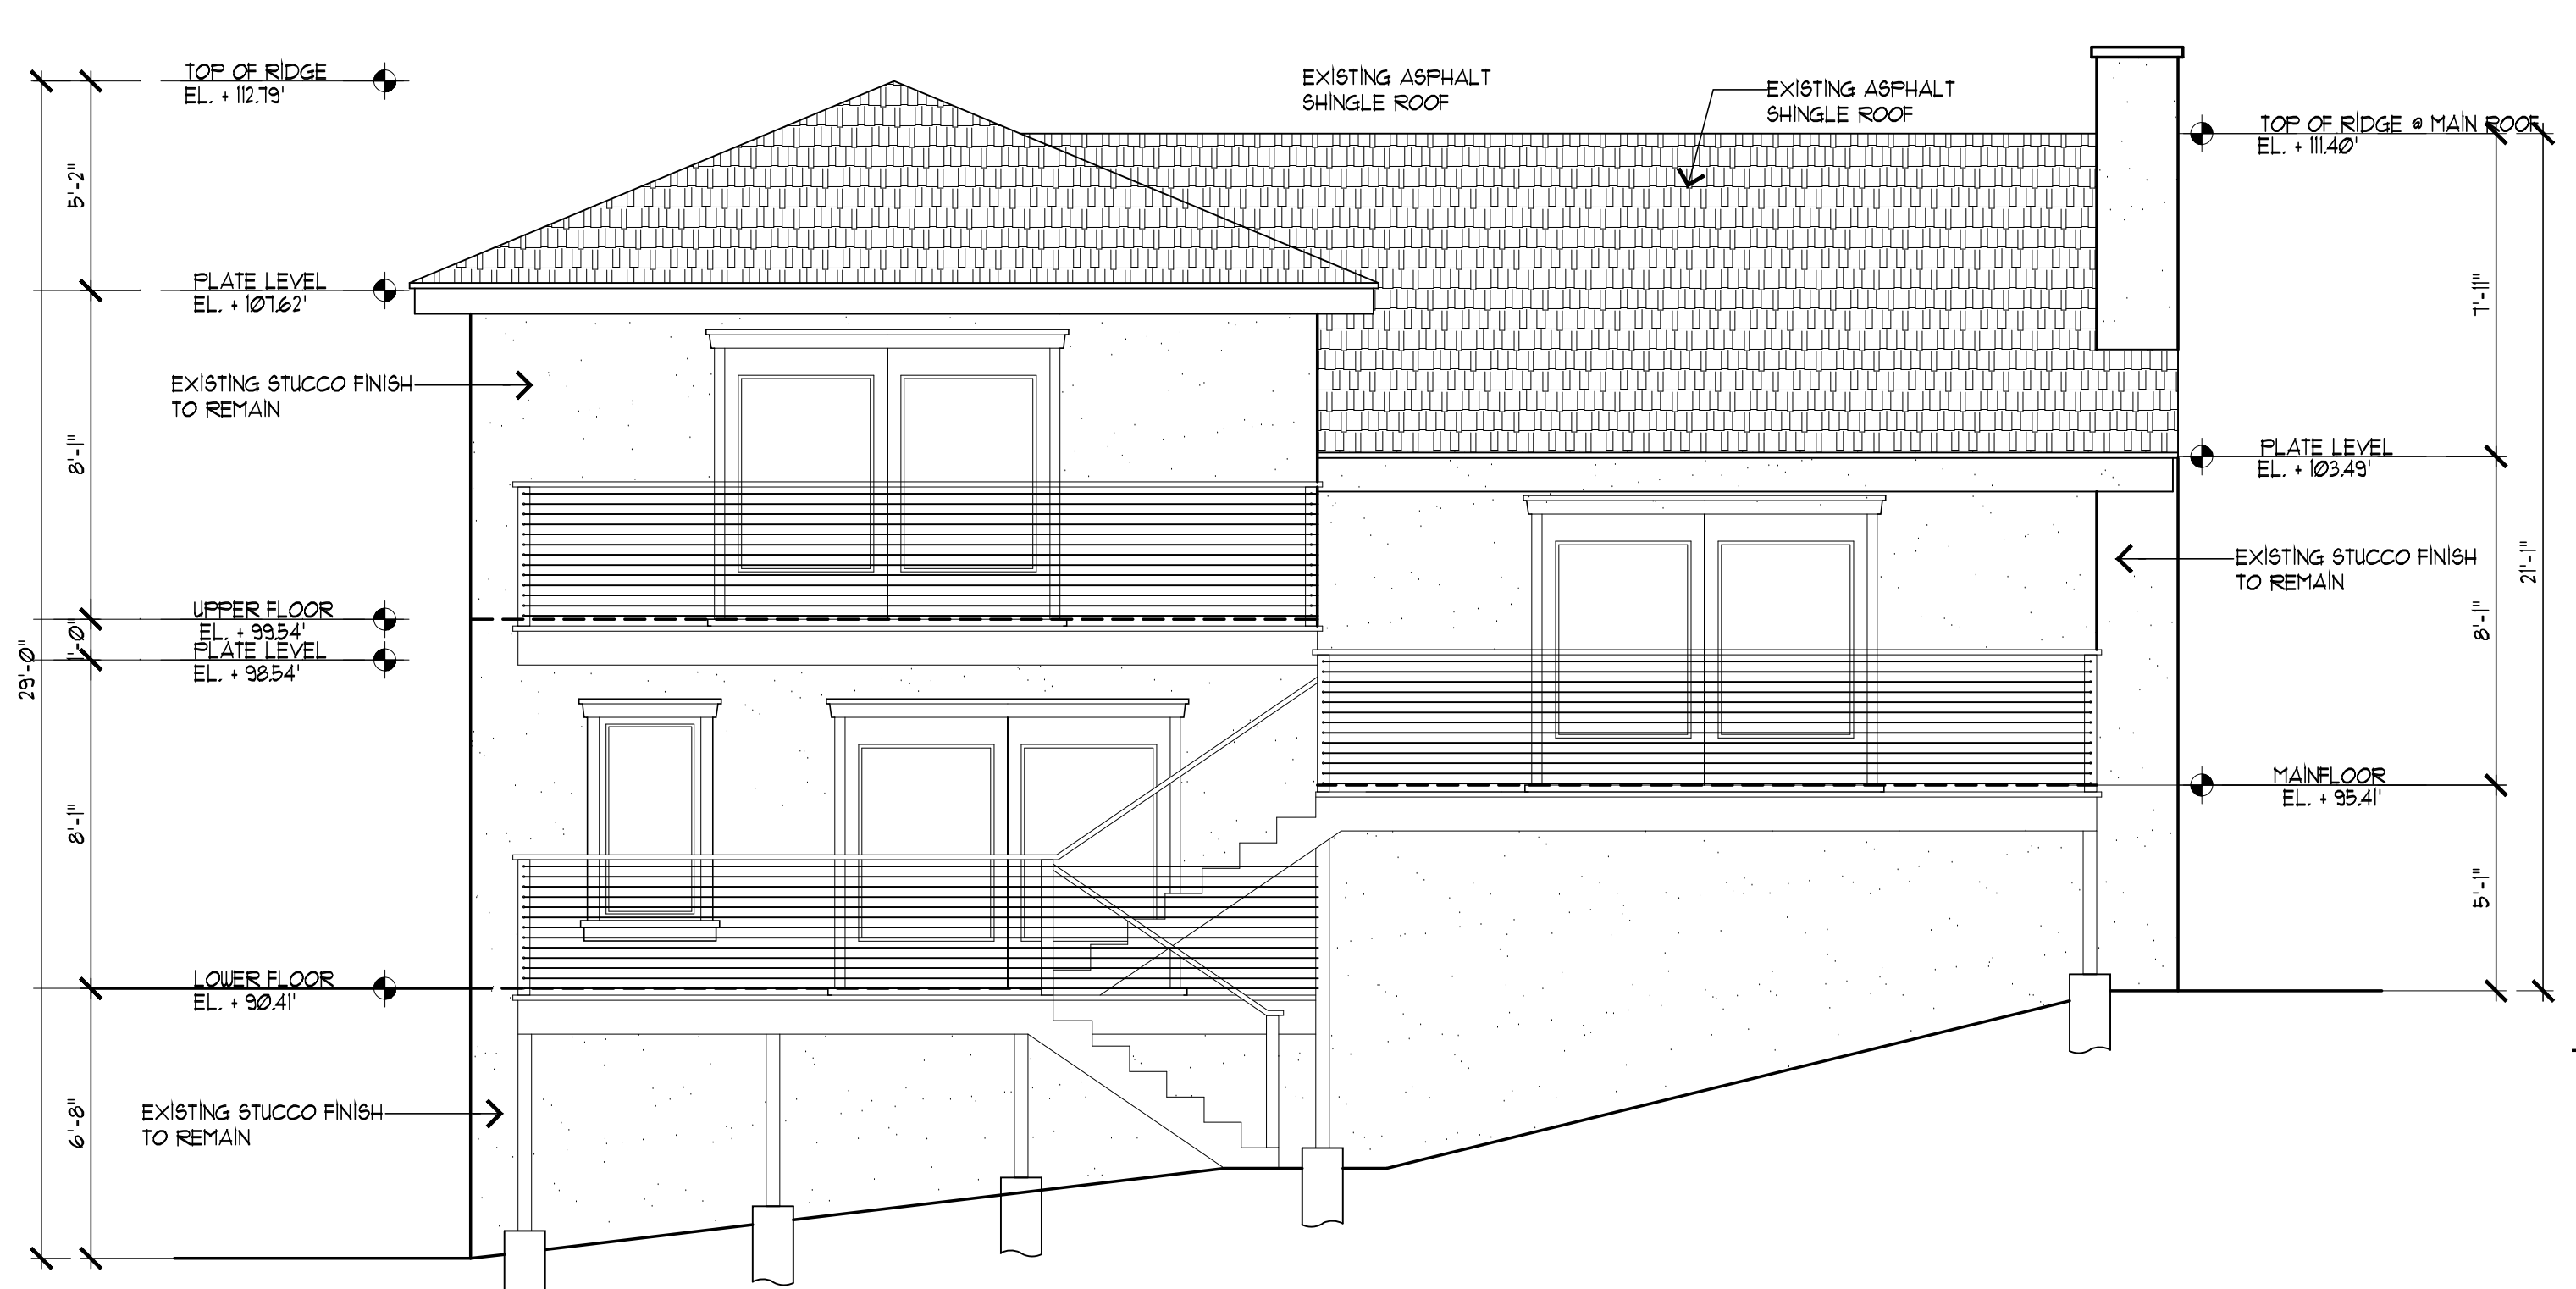 TOP OF RIDGE
EL. + 112.79'
5'-2"
PLATE LEVEL
EL. + 107.62'
EXISTING STUCCO FINISH
TO REMAIN
8'-1"
UPPER FLOOR
EL. + 99.54'
1'-0"
PLATE LEVEL
EL. + 98.54'
29'-0"
8'-1"
LOWER FLOOR
EL. + 90.41'
EXISTING STUCCO FINISH
TO REMAIN
6'-8"
EXISTING ASPHALT
SHINGLE ROOF
EXISTING ASPHALT
SHINGLE ROOF
TOP OF RIDGE @ MAIN ROOF
EL. + 111.40'
7'-11"
PLATE LEVEL
EL. + 103.49'
EXISTING STUCCO FINISH
TO REMAIN
21'-1"
8'-1"
MAINFLOOR
EL. + 95.41'
5'-1"